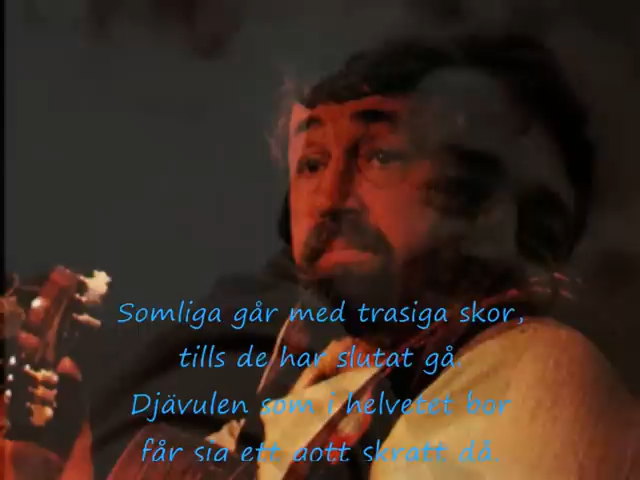 Somliga går med trasiga skor,
tills de har slutat gå.
Djävulen som i helvetet bor
får sig ett gott skratt då.